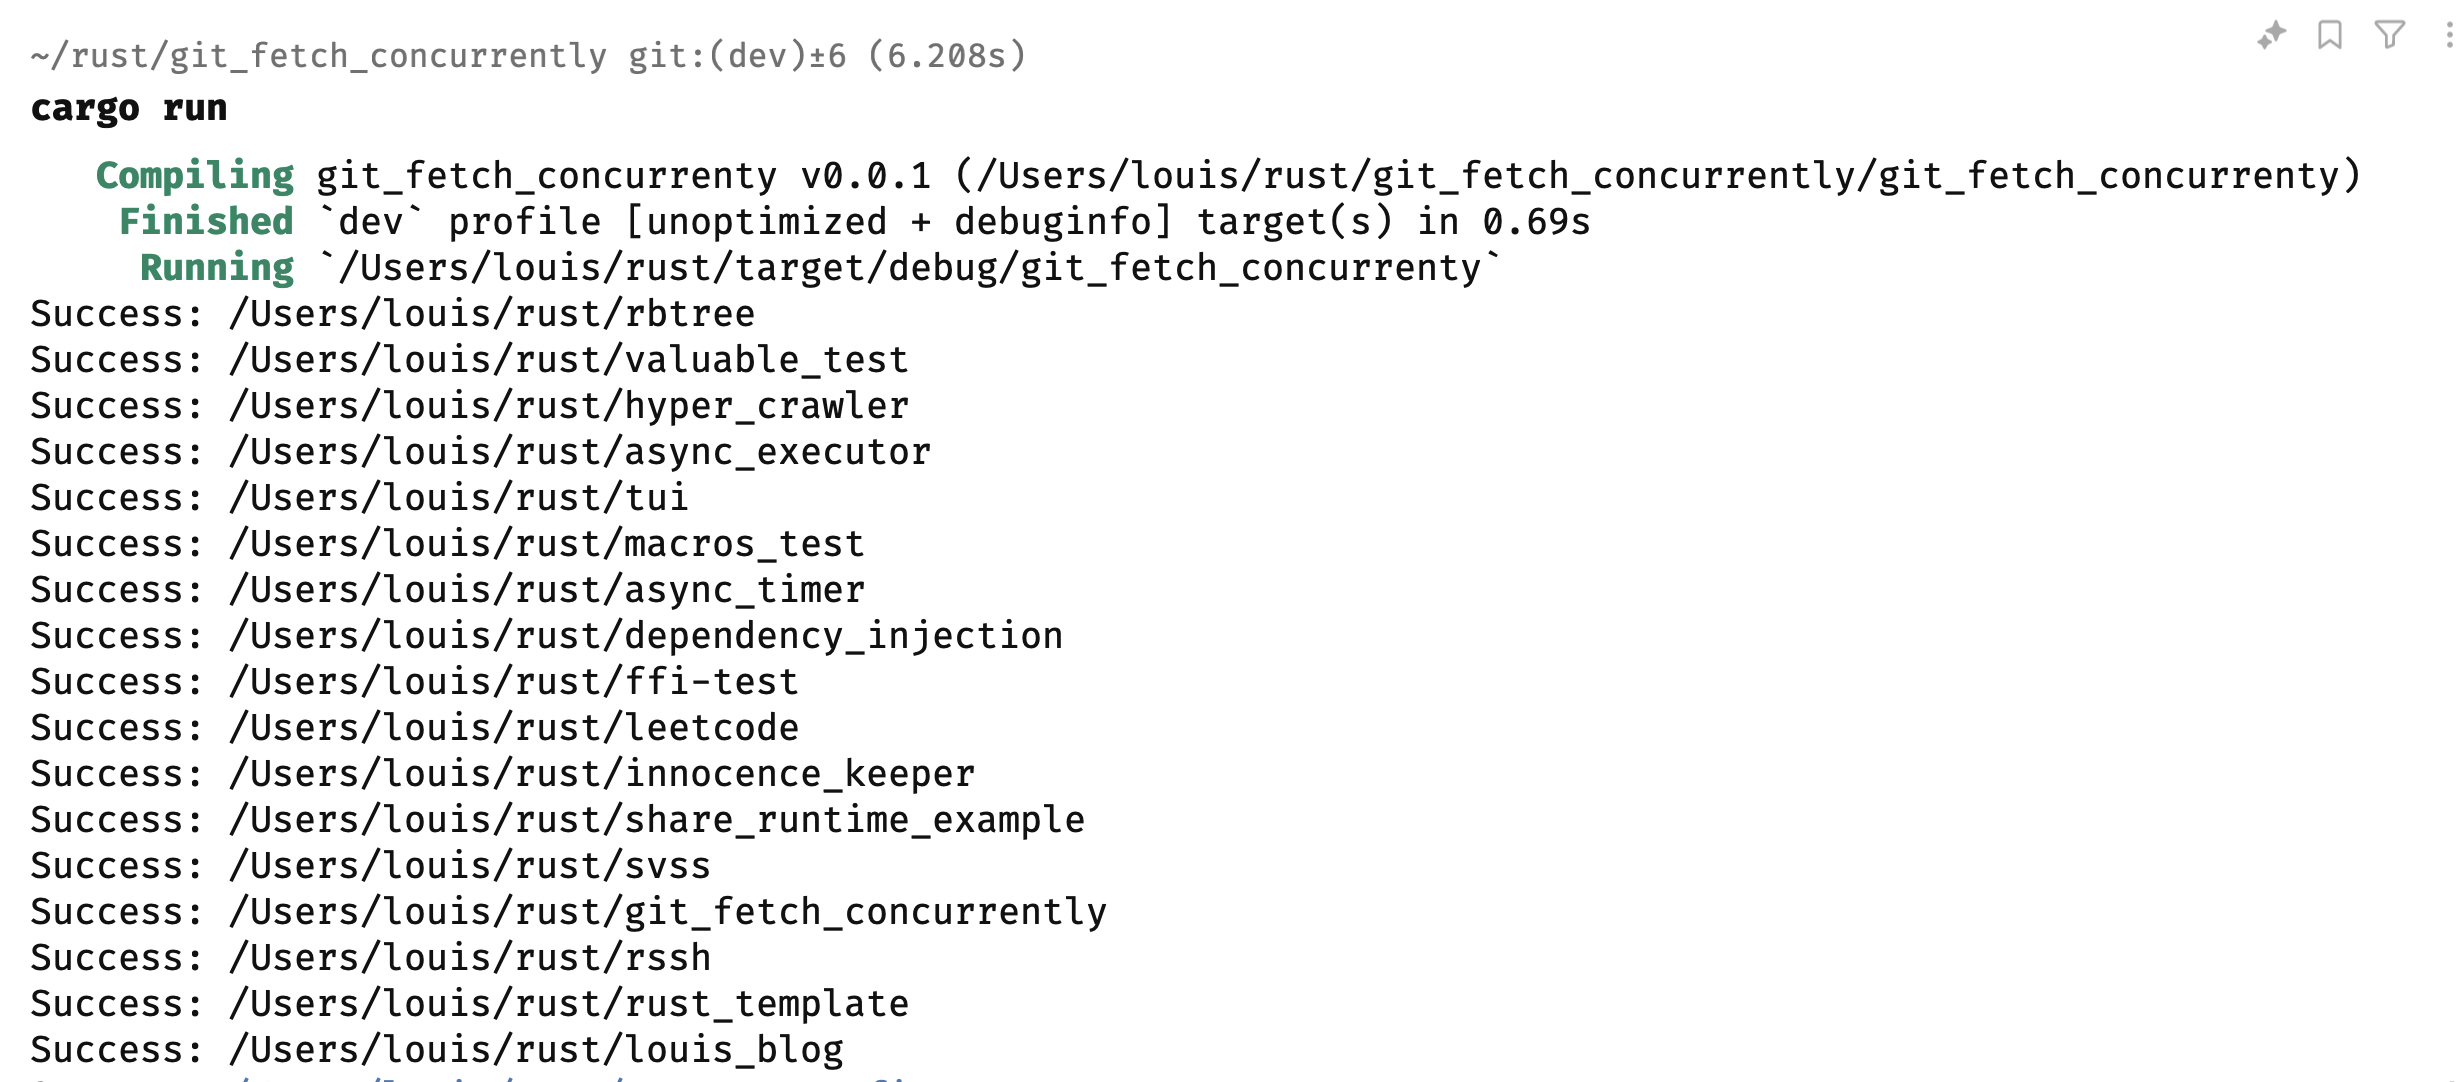 ~/rust/git_fetch_concurrently git:(dev)±6 (6.208s)
cargo run
Compiling git_fetch_concurrenty v0.0.1 (/Users/louis/rust/git_fetch_concurrently/git_fetch_concurrenty)
Finished `dev` profile [unoptimized + debuginfo] target(s) in 0.69s
Running `/Users/louis/rust/target/debug/git_fetch_concurrenty`
Success: /Users/louis/rust/rbtree
Success: /Users/louis/rust/valuable_test
Success: /Users/louis/rust/hyper_crawler
Success: /Users/louis/rust/async_executor
Success: /Users/louis/rust/tui
Success: /Users/louis/rust/macros_test
Success: /Users/louis/rust/async_timer
Success: /Users/louis/rust/dependency_injection
Success: /Users/louis/rust/ffi-test
Success: /Users/louis/rust/leetcode
Success: /Users/louis/rust/innocence_keeper
Success: /Users/louis/rust/share_runtime_example
Success: /Users/louis/rust/svss
Success: /Users/louis/rust/git_fetch_concurrently
Success: /Users/louis/rust/rssh
Success: /Users/louis/rust/rust_template
Success: /Users/louis/rust/louis_blog